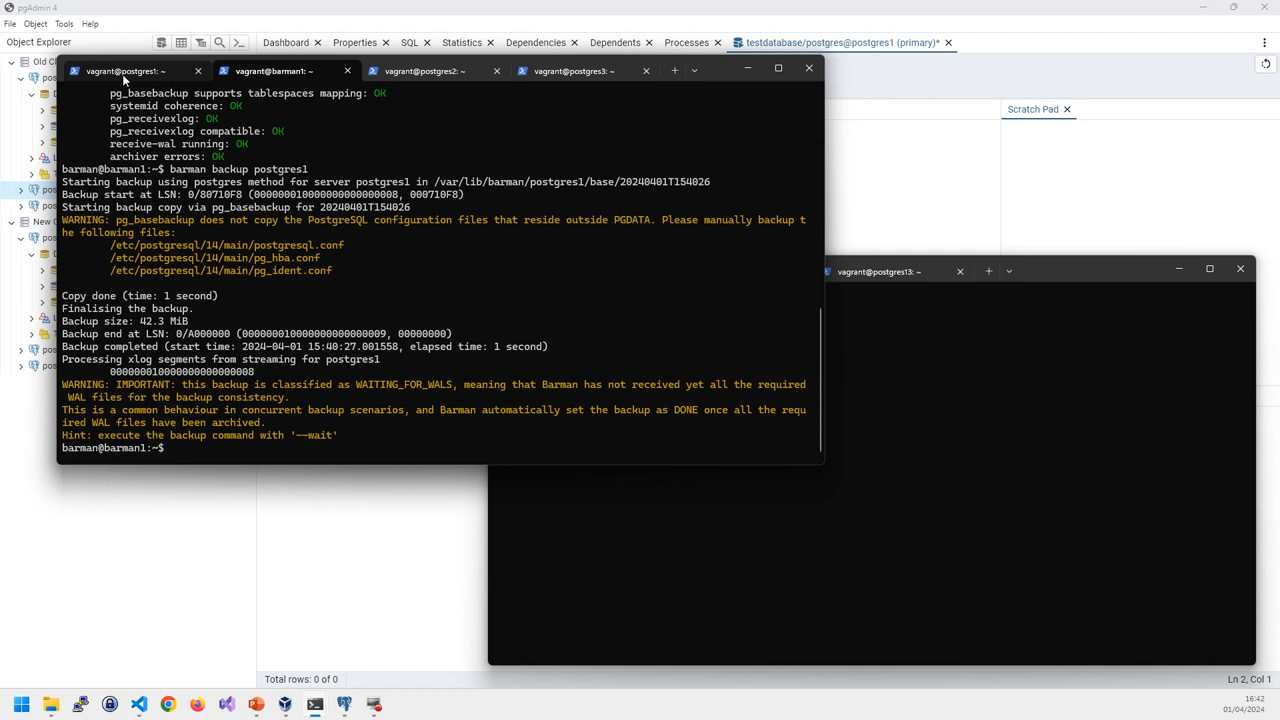 pgAdmin 4
File Object Tools Help
Object Explorer
Dashboard Properties SQL Statistics Dependencies Dependents Processes testdatabase/postgres@postgres1 (primary)*
Scratch Pad
Old Cl
pos
D
L
T
pos
pos
New C
pos
D
L
T
pos
pos
vagrant@postgres1: ~ vagrant@barman1: ~ vagrant@postgres2: ~ vagrant@postgres3: ~
pg_basebackup supports tablespaces mapping: OK
systemid coherence: OK
pg_receivexlog: OK
pg_receivexlog compatible: OK
receive-wal running: OK
archiver errors: OK
barman@barman1:~$ barman backup postgres1
Starting backup using postgres method for server postgres1 in /var/lib/barman/postgres1/base/20240401T154026
Backup start at LSN: 0/80710F8 (000000010000000000000008, 000710F8)
Starting backup copy via pg_basebackup for 20240401T154026
WARNING: pg_basebackup does not copy the PostgreSQL configuration files that reside outside PGDATA. Please manually backup t
he following files:
/etc/postgresql/14/main/postgresql.conf
/etc/postgresql/14/main/pg_hba.conf
/etc/postgresql/14/main/pg_ident.conf
Copy done (time: 1 second)
Finalising the backup.
Backup size: 42.3 MiB
Backup end at LSN: 0/A000000 (000000010000000000000009, 00000000)
Backup completed (start time: 2024-04-01 15:40:27.001558, elapsed time: 1 second)
Processing xlog segments from streaming for postgres1
000000010000000000000008
WARNING: IMPORTANT: this backup is classified as WAITING_FOR_WALS, meaning that Barman has not received yet all the required
WAL files for the backup consistency.
This is a common behaviour in concurrent backup scenarios, and Barman automatically set the backup as DONE once all the requ
ired WAL files have been archived.
Hint: execute the backup command with '--wait'
barman@barman1:~$
vagrant@postgres13: ~
Total rows: 0 of 0
Ln 2, Col 1
16:42
01/04/2024